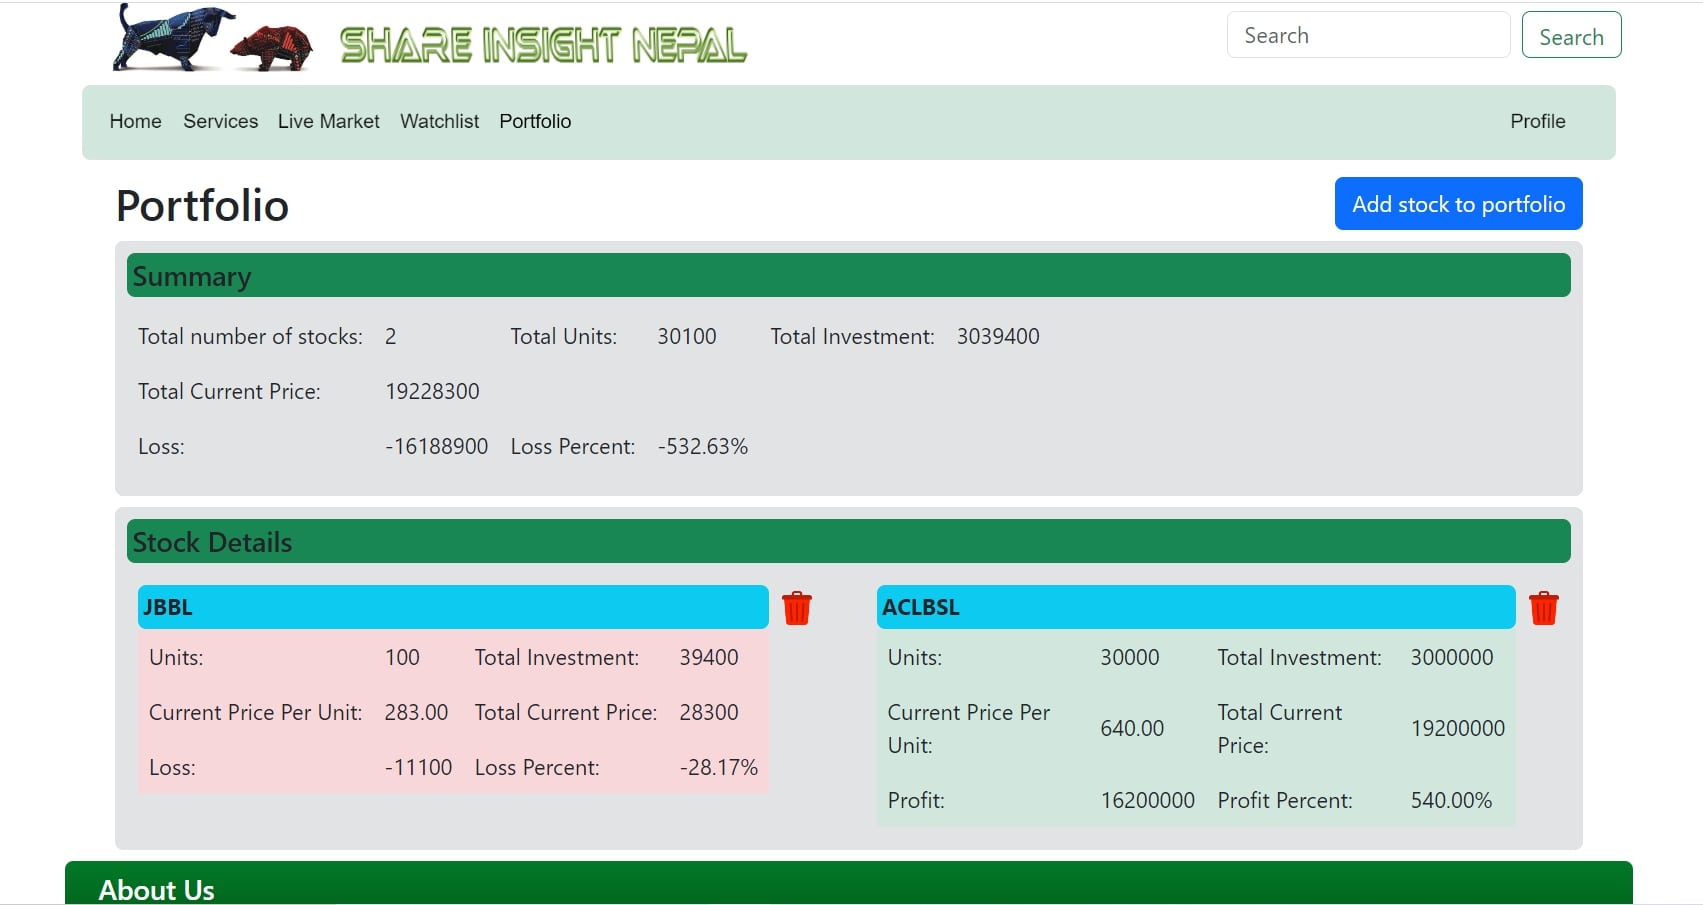 SHARE INSIGHT NEPAL
Search
Search
Home Services Live Market Watchlist Portfolio Profile
Portfolio
Add stock to portfolio
Summary
Total number of stocks: 2 Total Units: 30100 Total Investment: 3039400
Total Current Price: 19228300
Loss: -16188900 Loss Percent: -532.63%
Stock Details
JBBL
Units: 100 Total Investment: 39400
Current Price Per Unit: 283.00 Total Current Price: 28300
Loss: -11100 Loss Percent: -28.17%
ACLBSL
Units: 30000 Total Investment: 3000000
Current Price Per Unit: 640.00 Total Current Price: 19200000
Profit: 16200000 Profit Percent: 540.00%
About Us